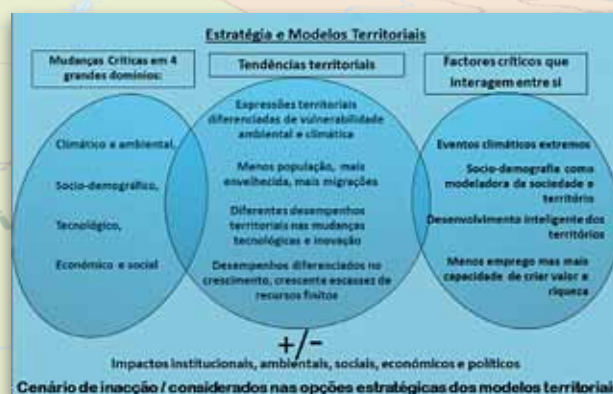 Estratégia e Modelos Territoriais
Mudanças Críticas em 4
grandes domínios:
Climático e ambiental,
Socio-demográfico,
Tecnológico,
Económico e social
Tendências territoriais
Expressões territoriais
diferenciadas de vulnerabilidade
ambiental e climática
Menos população, mais
envelhecida, mais migrações
Diferentes desempenhos
territoriais nas mudanças
tecnológicas e inovação
Desempenhos diferenciados no
crescimento, crescente escassez de
recursos finitos
Factores críticos que
interagem entre si
Eventos climáticos extremos
Socio-demografia como
modeladora da sociedade e
território
Desenvolvimento inteligente dos
territórios
Menos emprego mas mais
capacidade de criar valor a
riqueza
+/-
Impactos institucionais, ambientais, sociais, económicos e políticos
Cenário de inacção / considerados nas opções estratégicas dos modelos territoriais